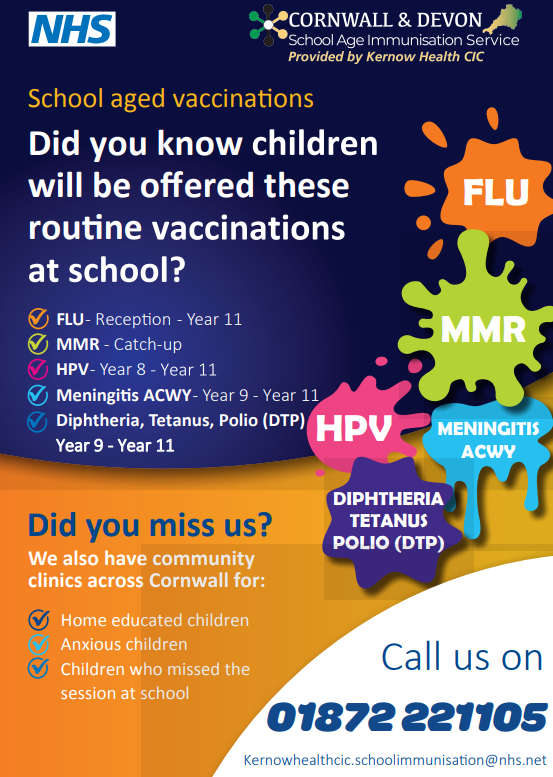 NHS
CORNWALL & DEVON
School Age Immunisation Service
Provided by Kernow Health CIC
School aged vaccinations
Did you know children
will be offered these
routine vaccinations
at school?
FLU- Reception - Year 11
MMR - Catch-up
HPV- Year 8 - Year 11
Meningitis ACWY- Year 9 - Year 11
Diphtheria, Tetanus, Polio (DTP)
Year 9 - Year 11
FLU
MMR
HPV
MENINGITIS
ACWY
DIPHTHERIA
TETANUS
POLIO (DTP)
Did you miss us?
We also have community
clinics across Cornwall for:
Home educated children
Anxious children
Children who missed the
session at school
Call us on
01872 221105
Kernowhealthcic.schoolimmunisation@nhs.net